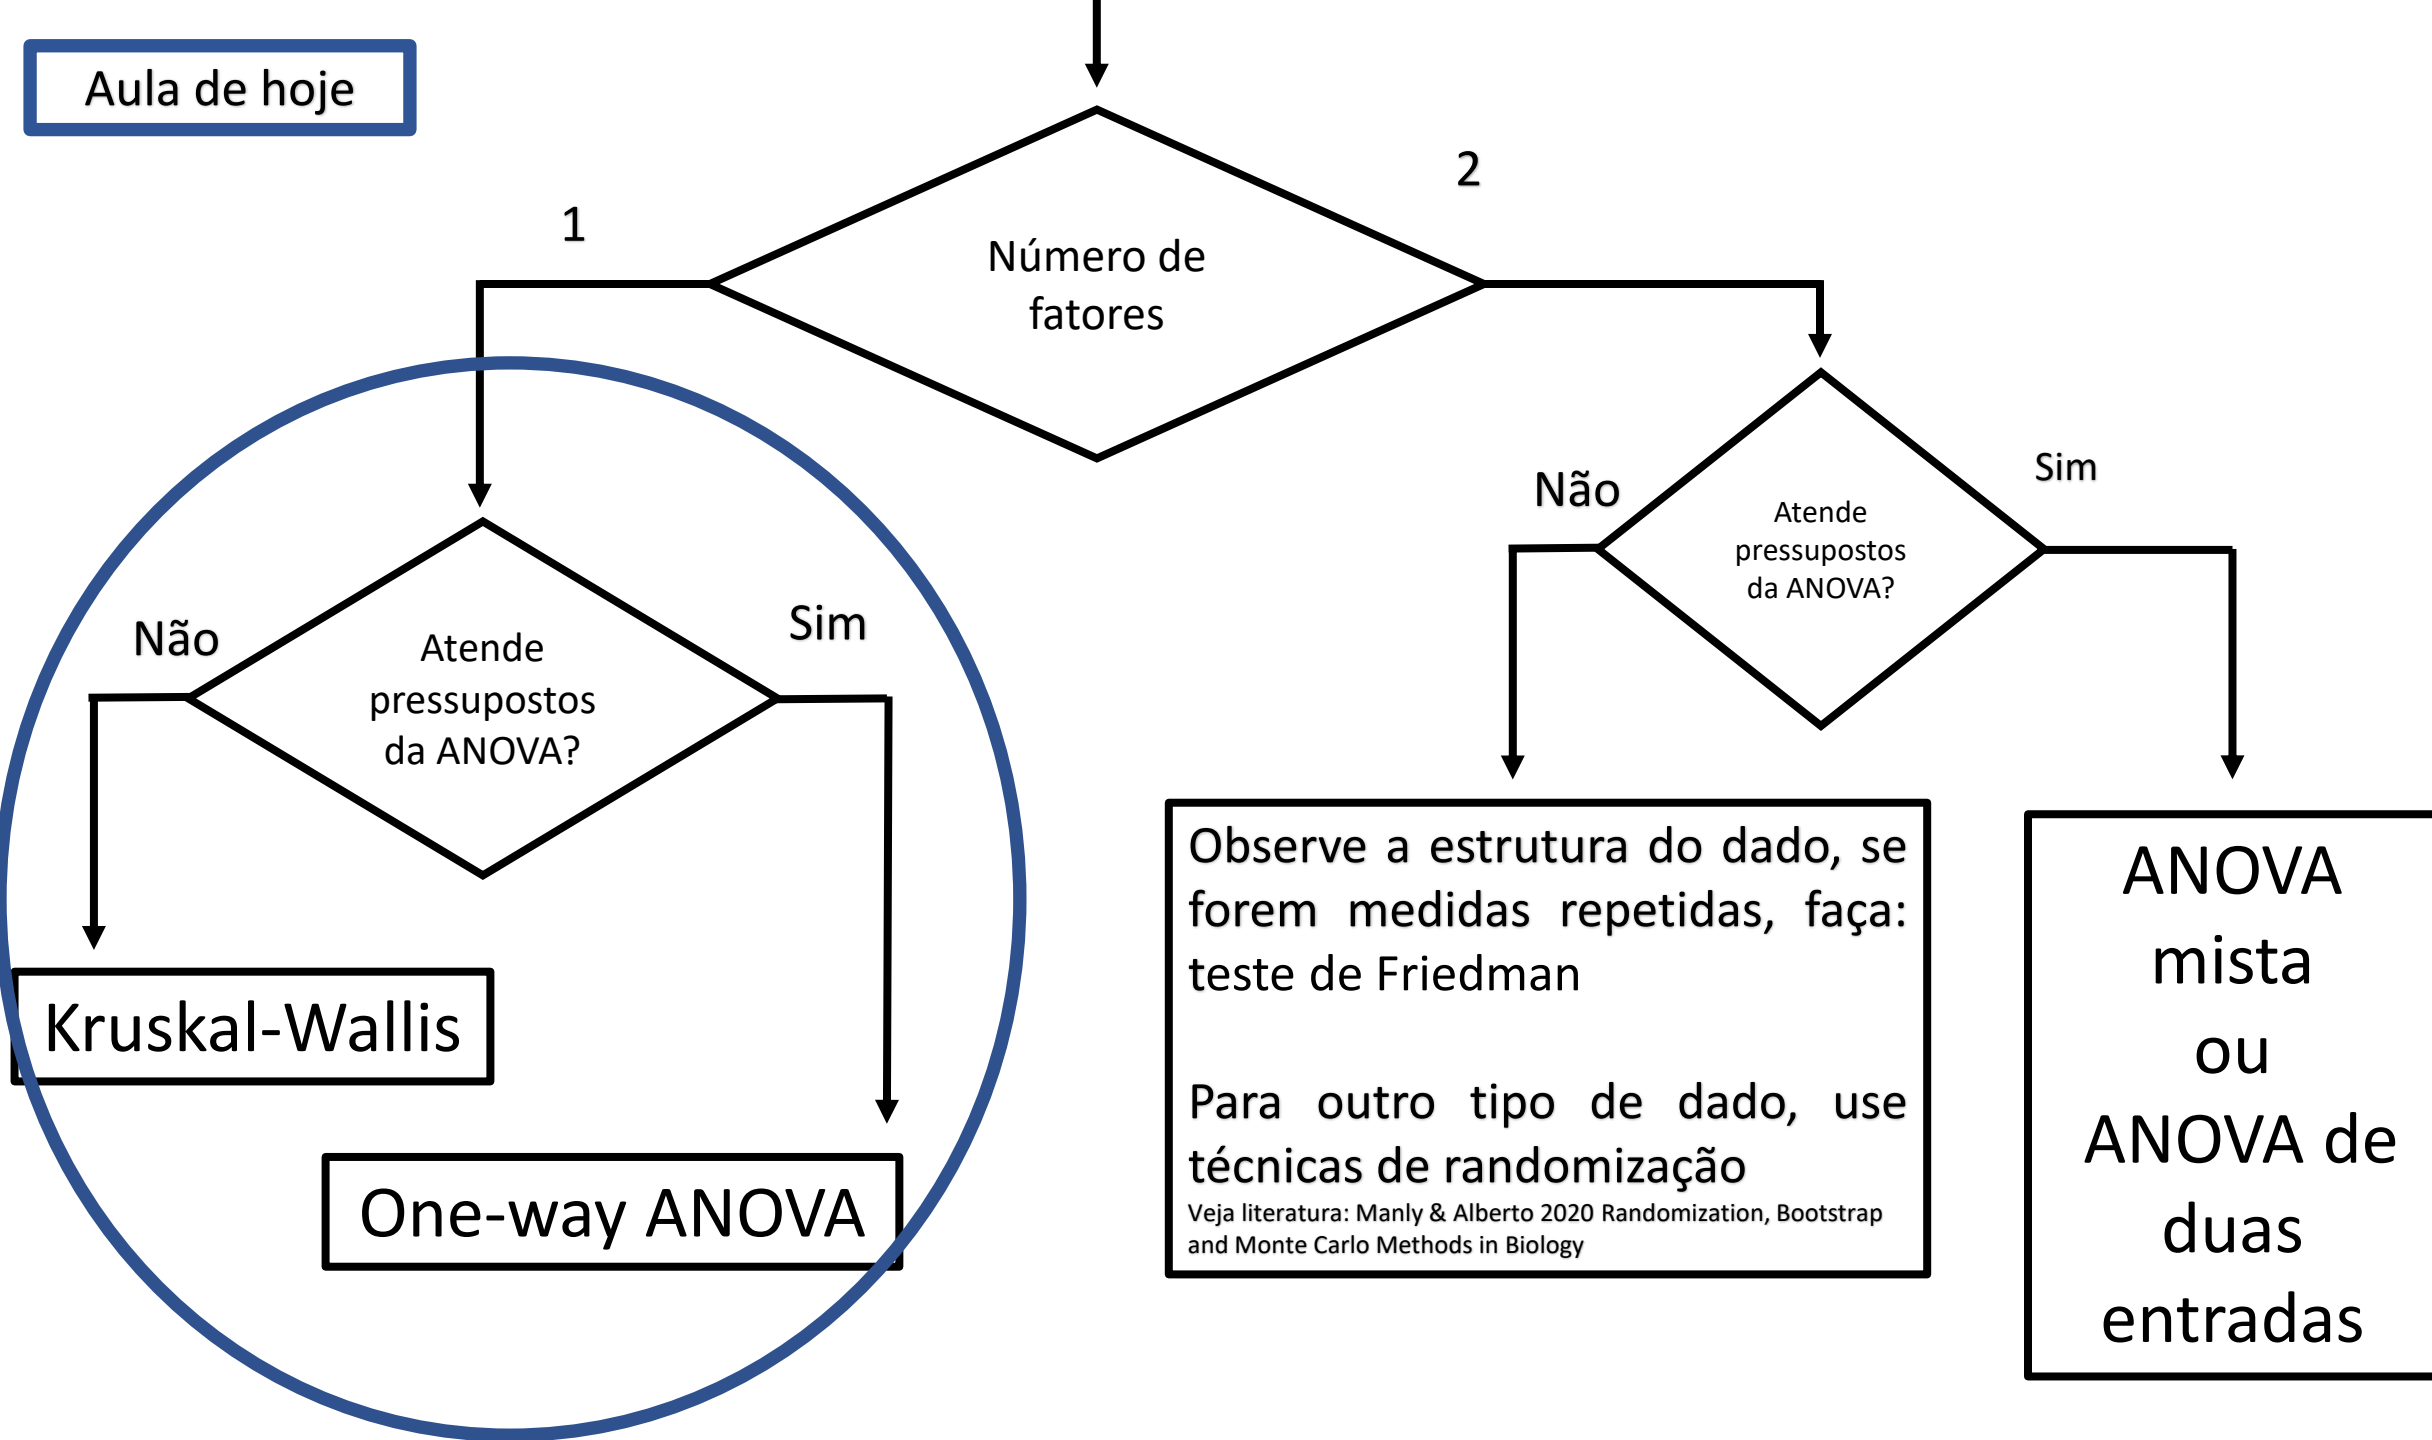 Aula de hoje
2
1
Número de
fatores
Não
Sim
Atende
pressupostos
da ANOVA?
Não
Sim
Atende
pressupostos
da ANOVA?
Kruskal-Wallis
One-way ANOVA
Observe a estrutura do dado, se
forem medidas repetidas, faça:
teste de Friedman
Para outro tipo de dado, use
técnicas de randomização
Veja literatura: Manly & Alberto 2020 Randomization, Bootstrap
and Monte Carlo Methods in Biology
ANOVA
mista
ou
ANOVA de
duas
entradas